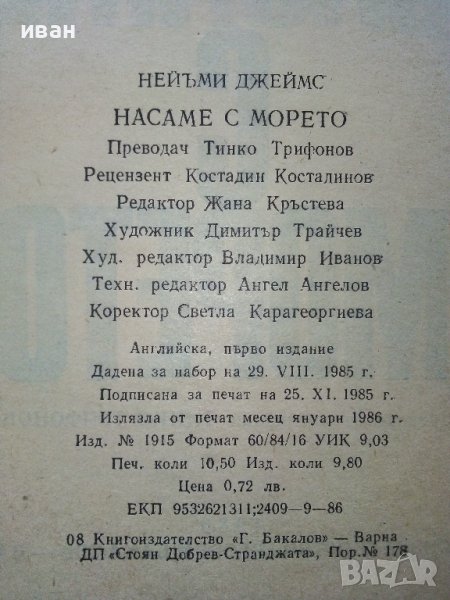 иван
НЕЙЪМИ ДЖЕЙМС
НАСАМЕ С МОРЕТО
Преводач Тинко Трифонов
Рецензент Костадин Косталинов
Редактор Жана Кръстева
Художник Димитър Трайчев
Худ. редактор Владимир Иванов
Техн. редактор Ангел Ангелов
Коректор Светла Карагеоргиева
Английска, първо издание
Дадена за набор на 29. VIII. 1985 г.
Подписана за печат на 25. XI. 1985 г.
Излязла от печат месец януари 1986 г.
Изд. № 1915 Формат 60/84/16 УИК 9,03
Печ. коли 10,50 Изд. коли 9,80
Цена 0,72 лв.
ЕКП 9532621311;2409—9—86
08 Книгоиздателство «Г. Бакалов» — Варна
ДП «Стоян Добрев-Странджата», Пор. № 178
BAZAR.bg